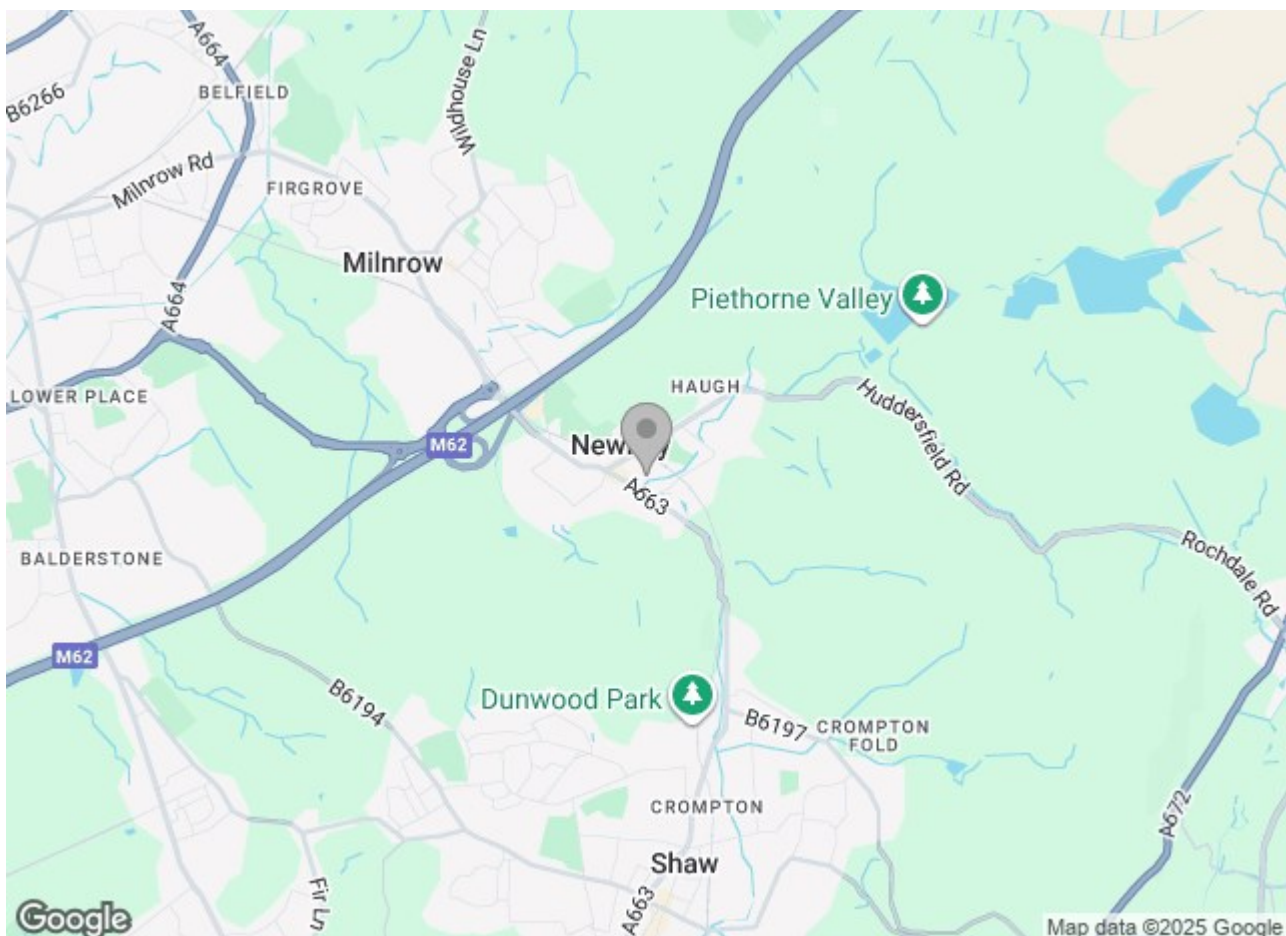 A664
BELFIELD
B6266
Wildhouse Ln
Milnrow Rd
FIRGROVE
Milnrow
A664
Piethorne Valley
LOWER PLACE
HAUGH
Huddersfield Rd
M62
A663
Rochdale Rd
BALDERSTONE
M62
B6194
Dunwood Park
B6197
CROMPTON
FOLD
CROMPTON
A672
Shaw
Fir Ln
A663
Google
Map data ©2025 Google